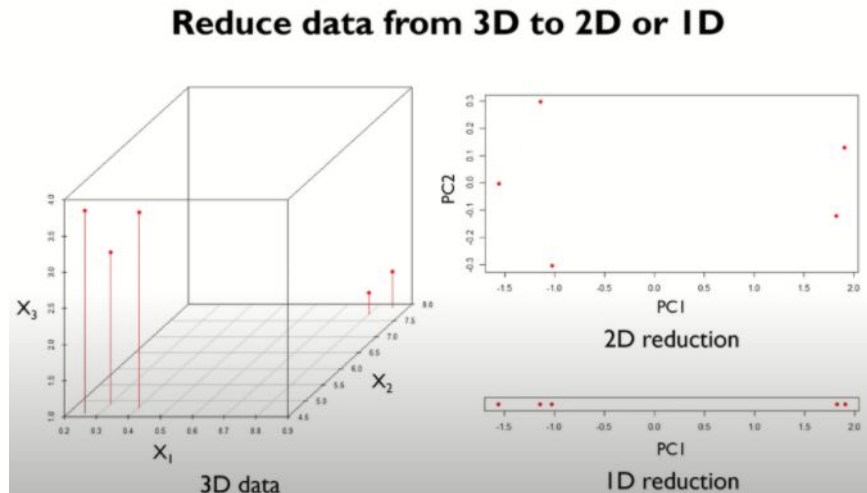 Reduce data from 3D to 2D or 1D
X3
4.0
3.5
3.0
2.5
2.0
1.5
1.0
0.2 0.3 0.4 0.5 0.6 0.7 0.8 0.9
X1
4.5
5.0
5.5
6.0
6.5
7.0
7.5
8.0
X2
3D data
PC2
0.3
0.2
0.1
0.0
-0.1
-0.2
-0.3
-1.5 -1.0 -0.5 0.0 0.5 1.0 1.5 2.0
PC1
2D reduction
-1.5 -1.0 -0.5 0.0 0.5 1.0 1.5 2.0
PC1
1D reduction